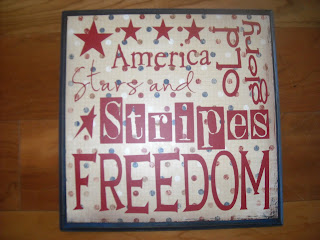 America
Stars and
Stripes
FREEDOM
Old
Glory